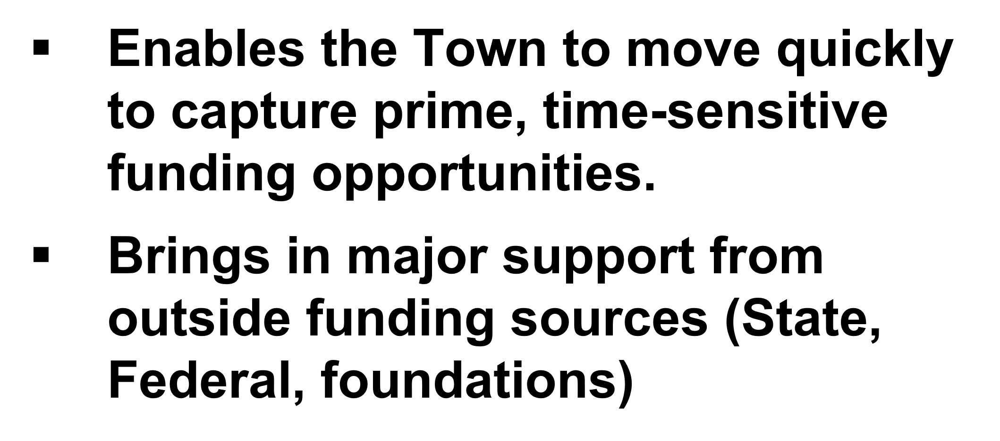 ▪ Enables the Town to move quickly
to capture prime, time-sensitive
funding opportunities.
▪ Brings in major support from
outside funding sources (State,
Federal, foundations)